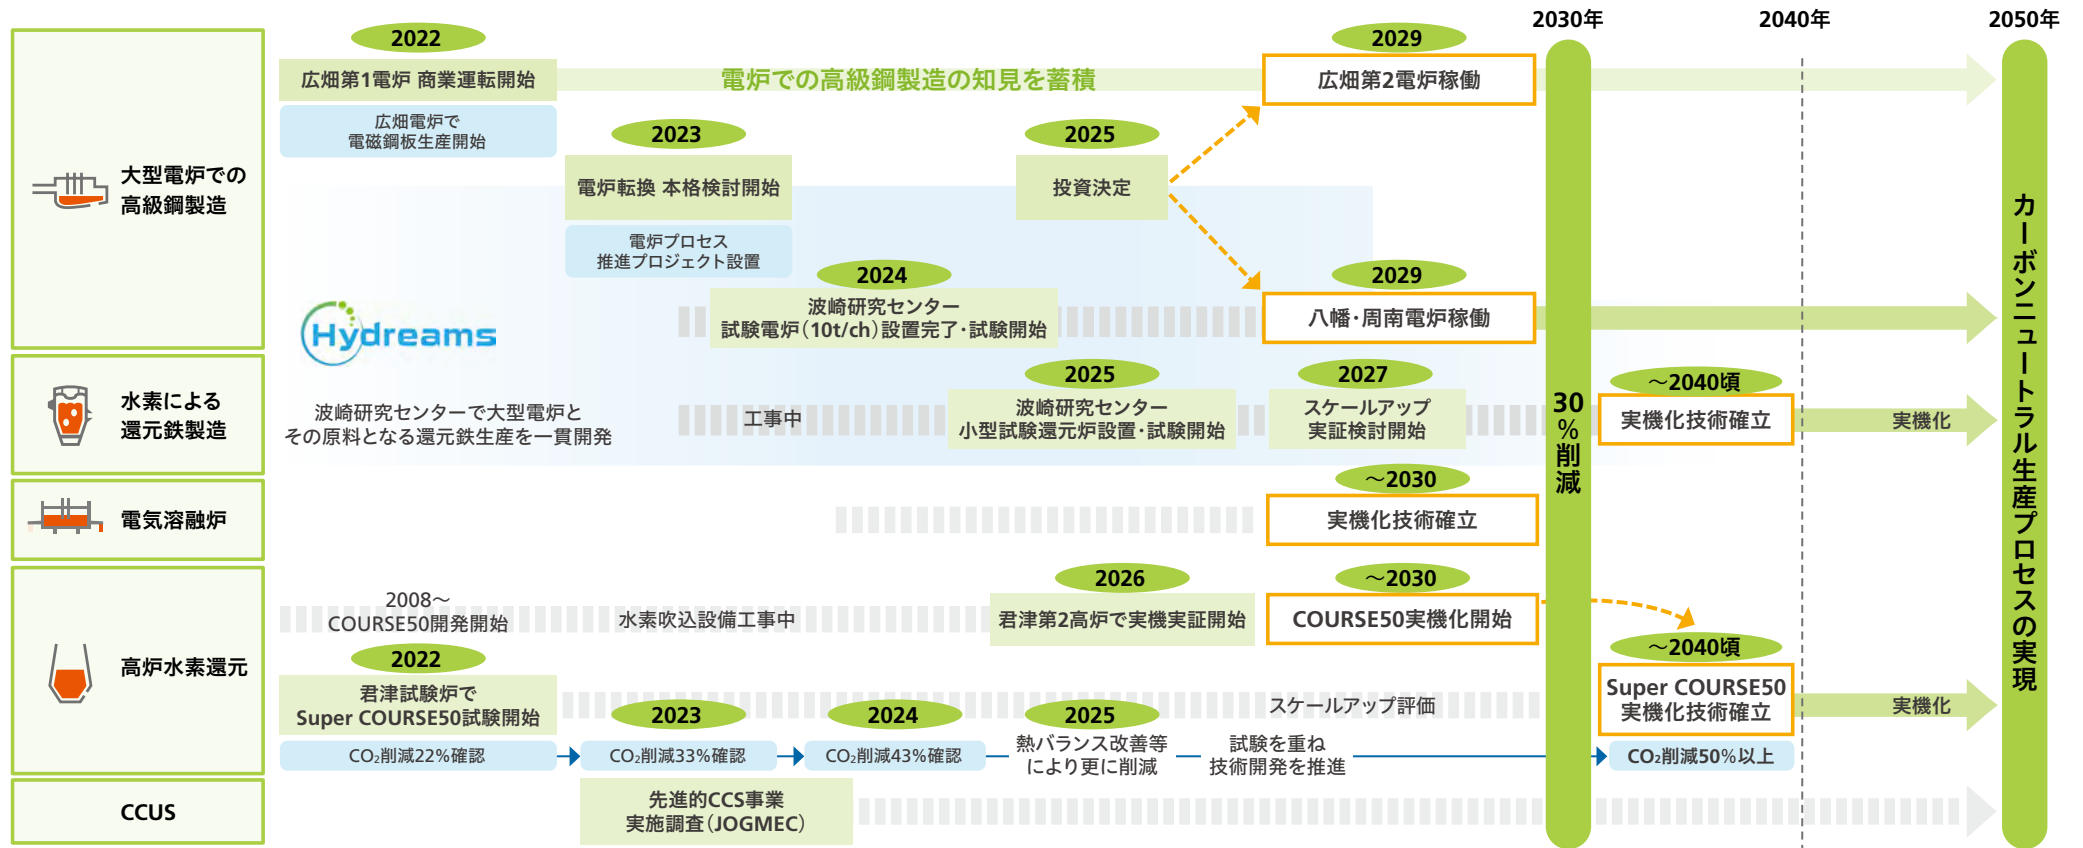 2030年
2040年
2050年
大型電炉での
高級鋼製造
2022
広畑第1電炉 商業運転開始
広畑電炉で
電磁鋼板生産開始
電炉での高級鋼製造の知見を蓄積
2029
広畑第2電炉稼働
2023
電炉転換 本格検討開始
電炉プロセス
推進プロジェクト設置
2025
投資決定
2024
波崎研究センター
試験電炉（10t/ch）設置完了・試験開始
2029
八幡・周南電炉稼働
Hydreams
波崎研究センターで大型電炉と
その原料となる還元鉄生産を一貫開発
水素による
還元鉄製造
工事中
2025
波崎研究センター
小型試験還元炉設置・試験開始
2027
スケールアップ
実証検討開始
～2040頃
実機化技術確立
実機化
電気溶融炉
～2030
実機化技術確立
高炉水素還元
2008～
COURSE50開発開始
水素吹込設備工事中
2026
君津第2高炉で実機実証開始
～2030
COURSE50実機化開始
2022
君津試験炉で
Super COURSE50試験開始
CO₂削減22%確認
2023
CO₂削減33%確認
2024
CO₂削減43%確認
2025
熱バランス改善等
により更に削減
試験を重ね
技術開発を推進
スケールアップ評価
～2040頃
Super COURSE50
実機化技術確立
CO₂削減50%以上
実機化
CCUS
先進的CCS事業
実施調査（JOGMEC）
30%削減
カーボンニュートラル生産プロセスの実現